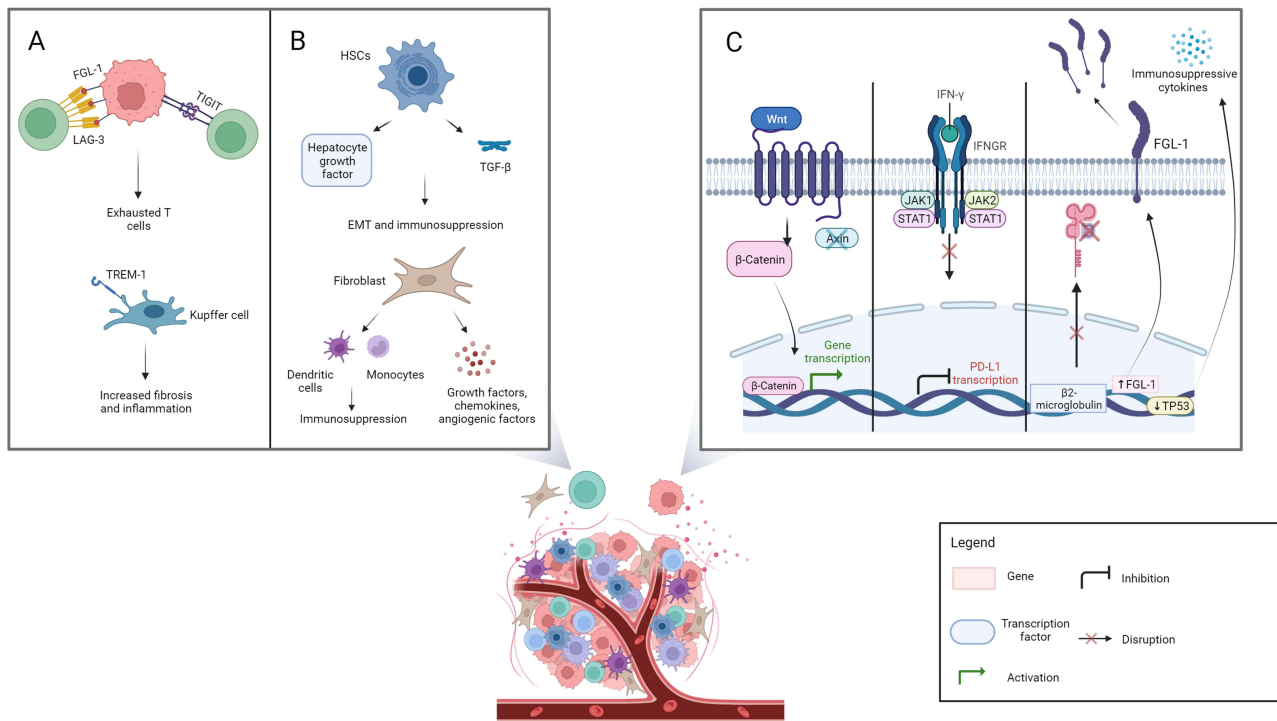 A
FGL-1
TIGIT
LAG-3
Exhausted T
cells
TREM-1
Kupffer cell
Increased fibrosis
and inflammation
B
HSCs
Hepatocyte
growth
factor
TGF-β
EMT and immunosuppression
Fibroblast
Dendritic
cells
Monocytes
Immunosuppression
Growth factors,
chemokines,
angiogenic factors
C
Wnt
Axin
β-Catenin
β-Catenin
Gene
transcription
IFN-γ
IFNGR
JAK1
STAT1
JAK2
STAT1
PD-L1
transcription
Immunosuppressive
cytokines
FGL-1
β2-
microglobulin
↑FGL-1
↓TP53
Legend
Gene
Inhibition
Transcription
factor
Disruption
Activation